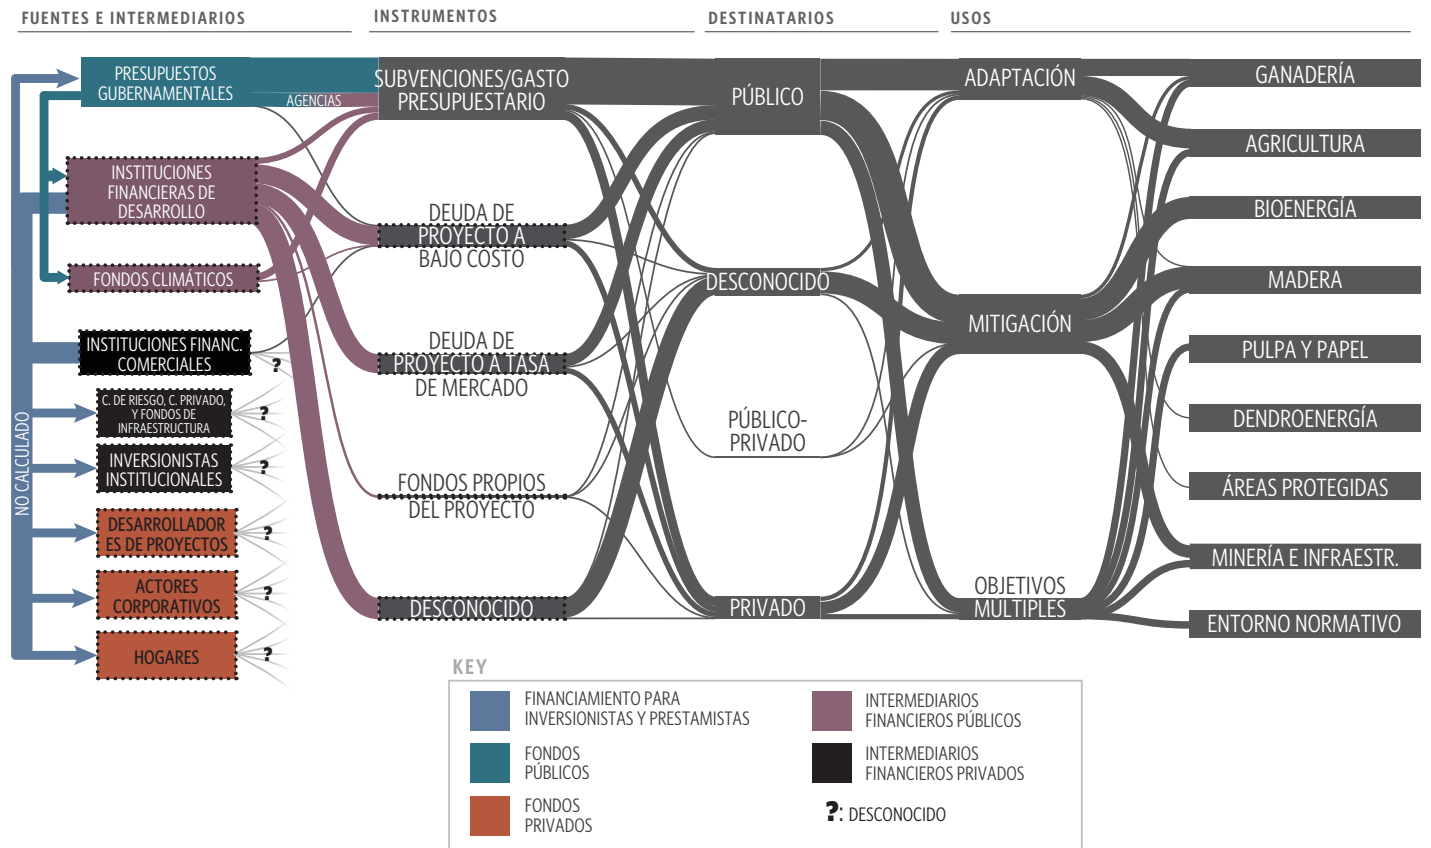 FUENTES E INTERMEDIARIOS
INSTRUMENTOS
DESTINATARIOS
USOS
PRESUPUESTOS
GUBERNAMENTALES
AGENCIAS
INSTITUCIONES
FINANCIERAS DE
DESARROLLO
FONDOS CLIMÁTICOS
INSTITUCIONES FINANC.
COMERCIALES
?
C. DE RIESGO, C. PRIVADO,
Y FONDOS DE
INFRAESTRUCTURA
?
INVERSIONISTAS
INSTITUCIONALES
?
DESARROLLADOR
ES DE PROYECTOS
?
ACTORES
CORPORATIVOS
?
HOGARES
?
NO CALCULADO
SUBVENCIONES/GASTO
PRESUPUESTARIO
DEUDA DE
PROYECTO A
BAJO COSTO
DEUDA DE
PROYECTO A TASA
DE MERCADO
FONDOS PROPIOS
DEL PROYECTO
DESCONOCIDO
PÚBLICO
DESCONOCIDO
PÚBLICO-
PRIVADO
PRIVADO
ADAPTACIÓN
MITIGACIÓN
OBJETIVOS
MULTIPLES
GANADERÍA
AGRICULTURA
BIOENERGÍA
MADERA
PULPA Y PAPEL
DENDROENERGÍA
ÁREAS PROTEGIDAS
MINERÍA E INFRAESTR.
ENTORNO NORMATIVO
KEY
FINANCIAMIENTO PARA
INVERSIONISTAS Y PRESTAMISTAS
FONDOS
PÚBLICOS
FONDOS
PRIVADOS
INTERMEDIARIOS
FINANCIEROS PÚBLICOS
INTERMEDIARIOS
FINANCIEROS PRIVADOS
?: DESCONOCIDO